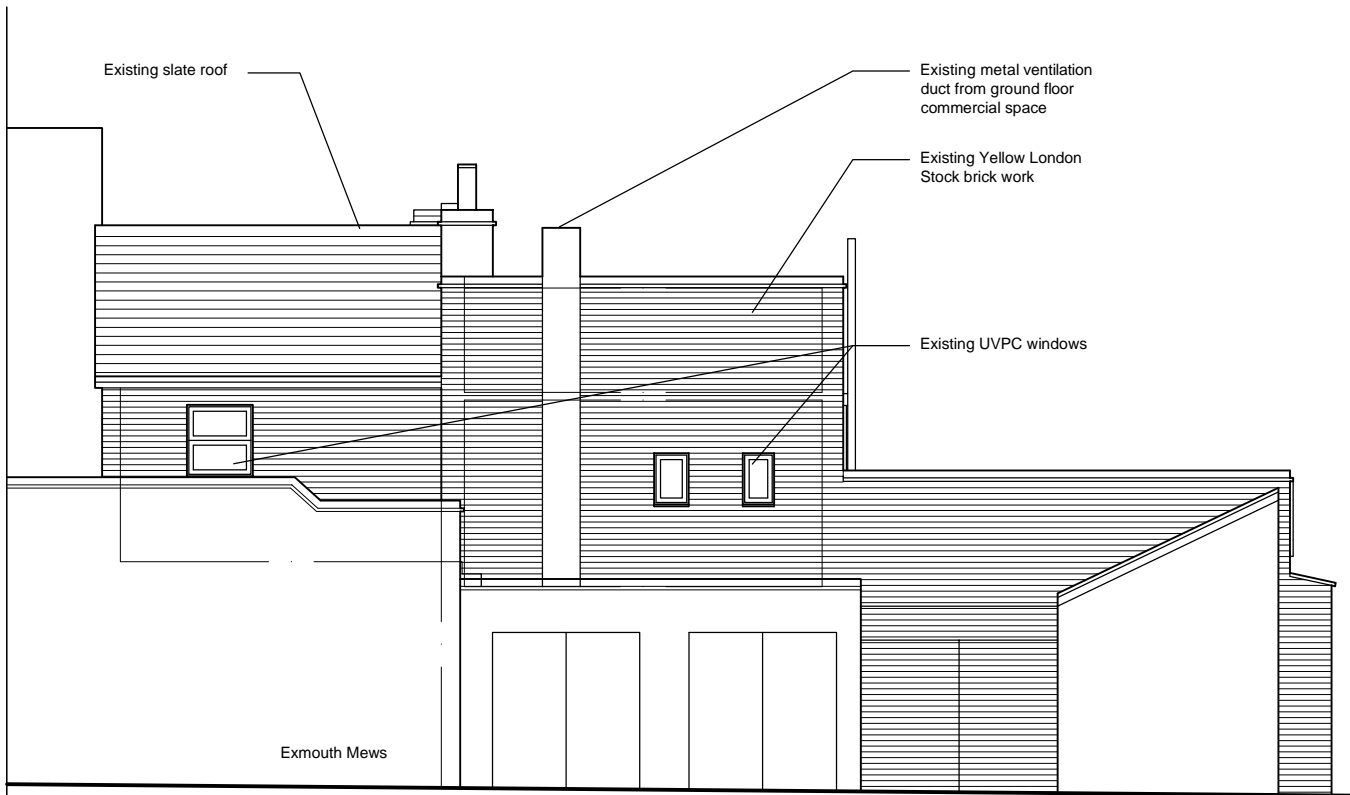 Existing slate roof
Existing metal ventilation
duct from ground floor
commercial space
Existing Yellow London
Stock brick work
Existing UVPC windows
Exmouth Mews